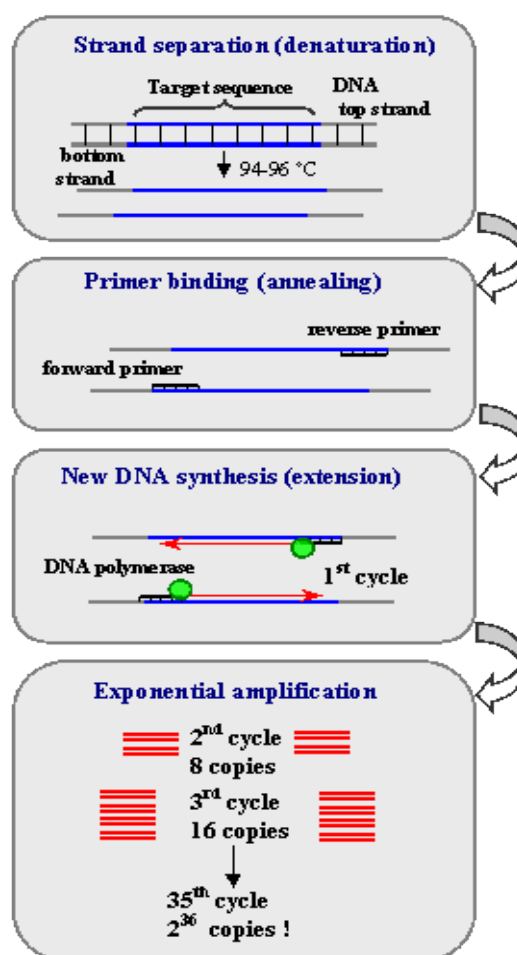 Strand separation (denaturation)
Target sequence
DNA
top strand
bottom
strand
94-96 °C
Primer binding (annealing)
reverse primer
forward primer
New DNA synthesis (extension)
DNA polymerase
1st cycle
Exponential amplification
2nd cycle
8 copies
3rd cycle
16 copies
35th cycle
2^36 copies !